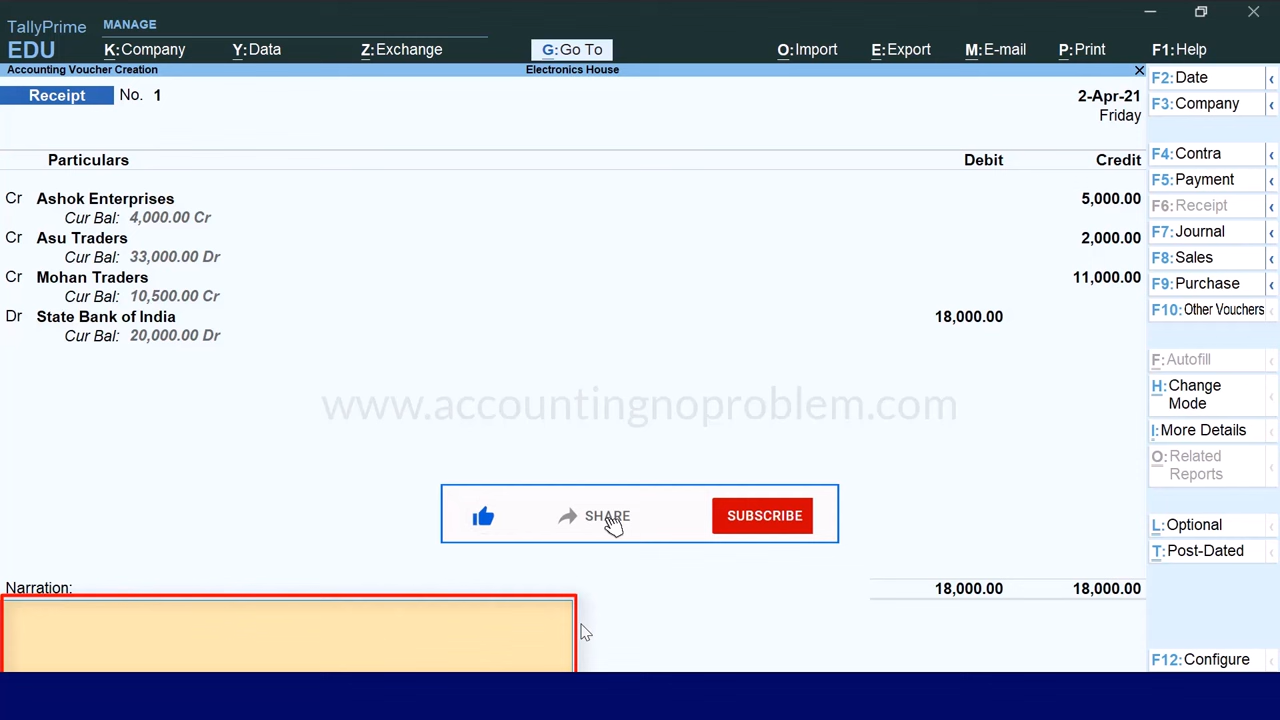 TallyPrime MANAGE
EDU K:Company Y:Data Z:Exchange G:Go To O:Import E:Export M:E-mail P:Print F1:Help
Accounting Voucher Creation Electronics House
Receipt No. 1 2-Apr-21
Friday
Particulars Debit Credit
Cr Ashok Enterprises 5,000.00
Cur Bal: 4,000.00 Cr
Cr Asu Traders 2,000.00
Cur Bal: 33,000.00 Dr
Cr Mohan Traders 11,000.00
Cur Bal: 10,500.00 Cr
Dr State Bank of India 18,000.00
Cur Bal: 20,000.00 Dr
www.accountingnoproblem.com
SHARE SUBSCRIBE
Narration: 18,000.00 18,000.00
F2:Date
F3:Company
F4:Contra
F5:Payment
F6:Receipt
F7:Journal
F8:Sales
F9:Purchase
F10:Other Vouchers
F:Autofill
H:Change
Mode
I:More Details
O:Related
Reports
L:Optional
T:Post-Dated
F12:Configure